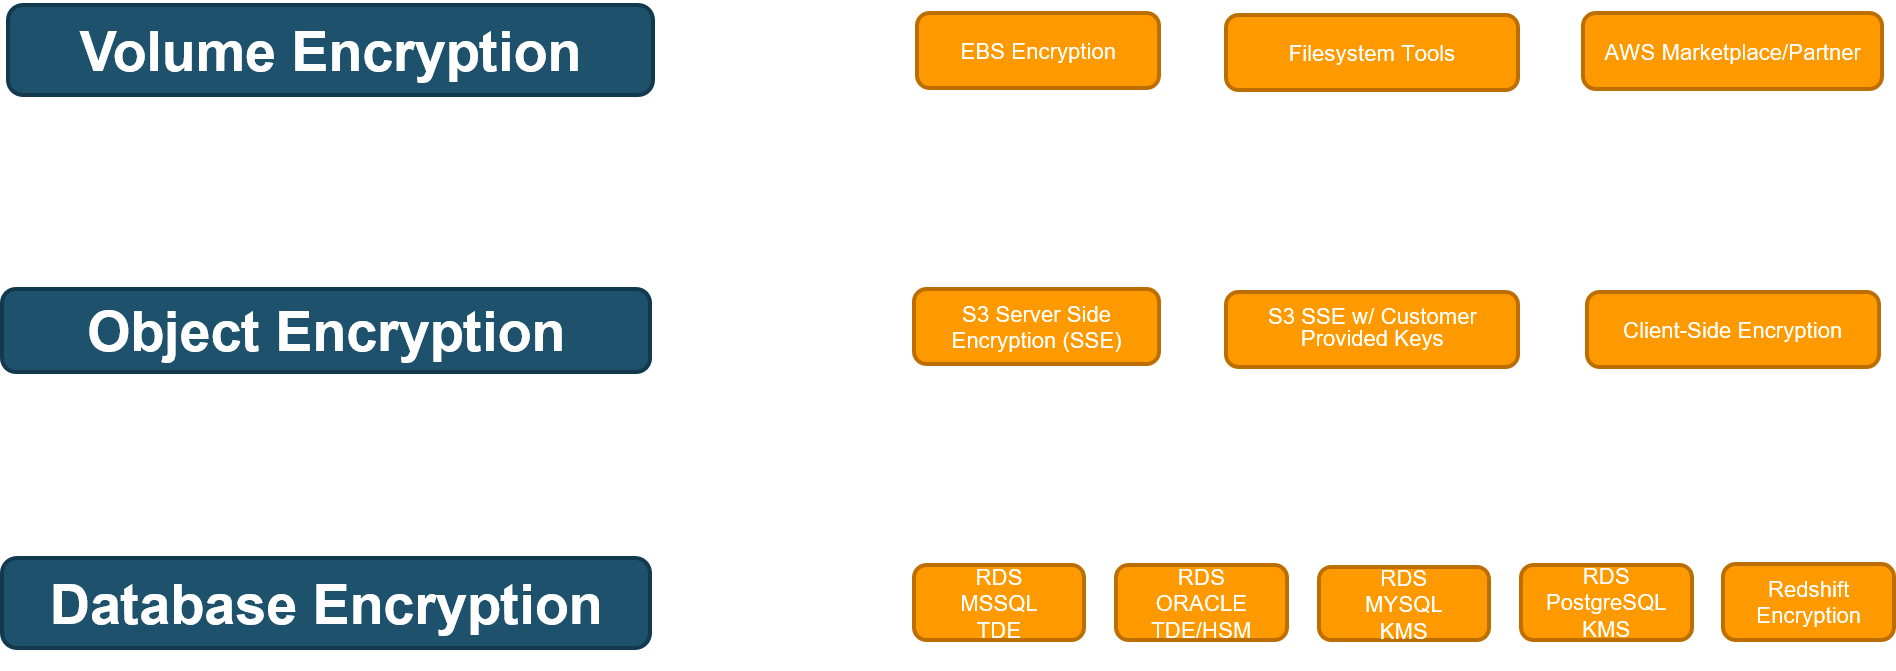 Volume Encryption
EBS Encryption
Filesystem Tools
AWS Marketplace/Partner
Object Encryption
S3 Server Side
Encryption (SSE)
S3 SSE w/ Customer
Provided Keys
Client-Side Encryption
Database Encryption
RDS
MSSQL
TDE
RDS
ORACLE
TDE/HSM
RDS
MYSQL
KMS
RDS
PostgreSQL
KMS
Redshift
Encryption